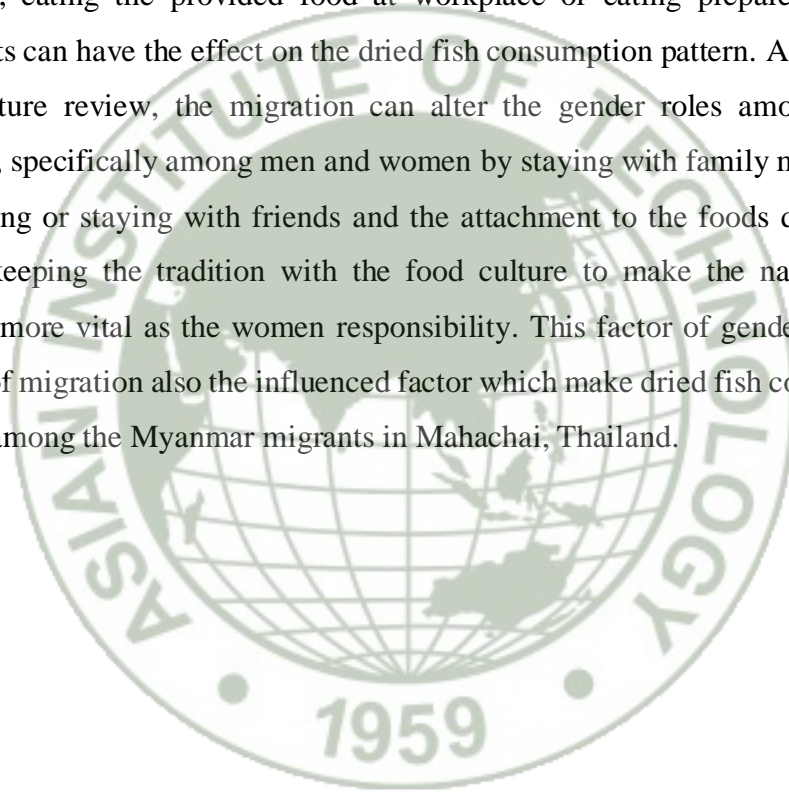 eating the provided food at workplace or eating
can have the effect on the dried fish consumption pattern.
review, the migration can alter the gender roles
specifically among men and women by staying with family
or staying with friends and the attachment to the foods
keeping the tradition with the food culture to make the
more vital as the women responsibility. This factor of
of migration also the influenced factor which make dried fish
among the Myanmar migrants in Mahachai, Thailand.
ASIAN INSTITUTE OF TECHNOLOGY
• 1959 •